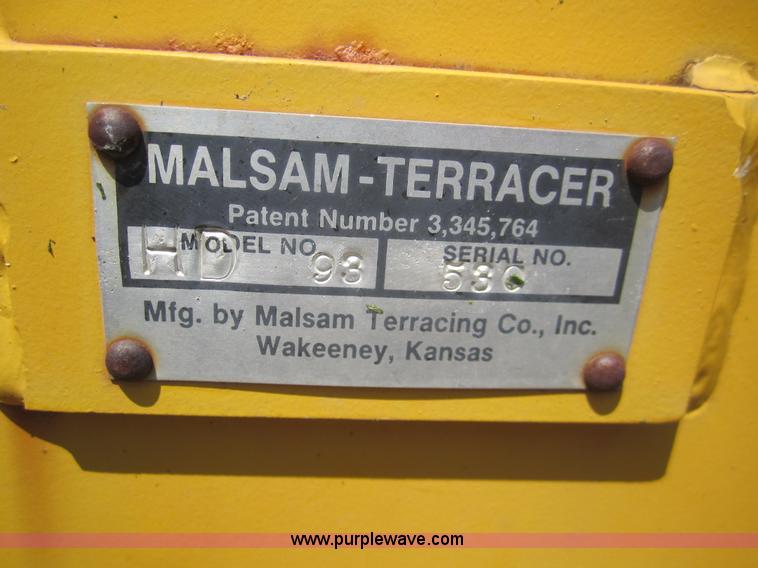 MALSAM-TERRACER
Patent Number 3,345,764
MODEL NO. SERIAL NO.
HD 93
Mfg. by Malsam Terracing Co., Inc.
Wakeeney, Kansas
www.purplewave.com